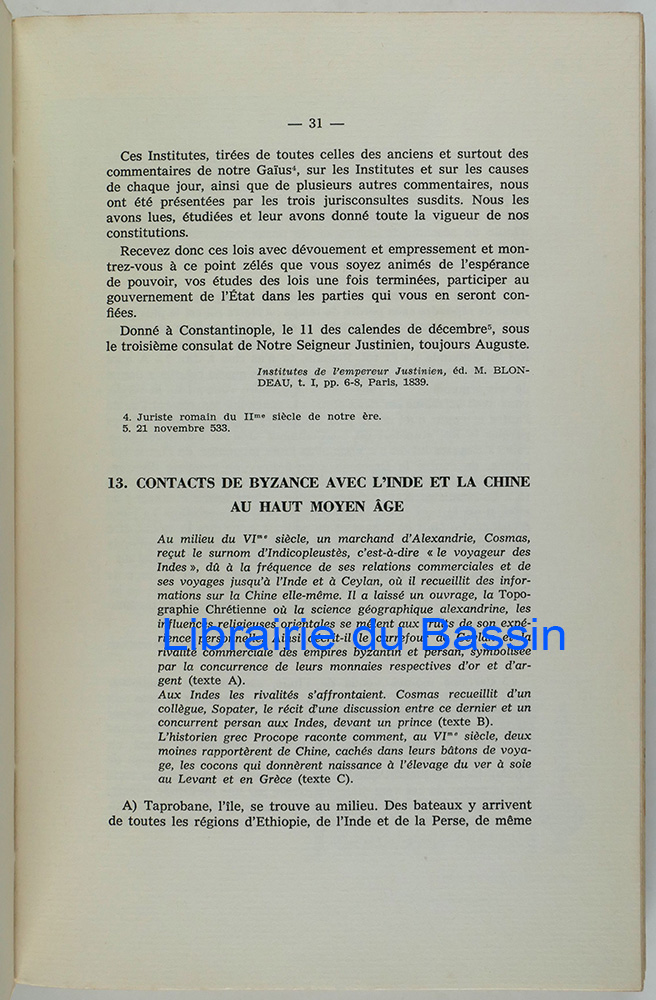 — 31 —
Ces Institutes, tirées de toutes celles des anciens et surtout des
commentaires de notre Gaïus⁴, sur les Institutes et sur les causes
de chaque jour, ainsi que de plusieurs autres commentaires, nous
ont été présentées par les trois jurisconsultes susdits. Nous les
avons lues, étudiées et leur avons donné toute la vigueur de nos
constitutions.
Recevez donc ces lois avec dévouement et empressement et mon-
trez-vous à ce point zélés que vous soyez animés de l'espérance
de pouvoir, vos études des lois une fois terminées, participer au
gouvernement de l'État dans les parties qui vous en seront con-
fiées.
Donné à Constantinople, le 11 des calendes de décembre⁵, sous
le troisième consulat de Notre Seigneur Justinien, toujours Auguste.
Institutes de l'empereur Justinien, éd. M. BLON-
DEAU, t. I, pp. 6-8, Paris, 1839.
4. Juriste romain du IIᵐᵉ siècle de notre ère.
5. 21 novembre 533.
13. CONTACTS DE BYZANCE AVEC L'INDE ET LA CHINE
AU HAUT MOYEN ÂGE
Au milieu du VIᵐᵉ siècle, un marchand d'Alexandrie, Cosmas,
reçut le surnom d'Indicopleustès, c'est-à-dire « le voyageur des
Indes », dû à la fréquence de ses relations commerciales et de
ses voyages jusqu'à l'Inde et à Ceylan, où il recueillit des infor-
mations sur la Chine elle-même. Il a laissé un ouvrage, la Topo-
graphie Chrétienne où la science géographique alexandrine, les
influences religieuses orientales se mêlent aux faits de son expé-
rience personnelle. Ainsi décrit-il le carrefour de Ceylan et la
Librairie du Bassin
rivalité commerciale des empires byzantin et persan, symbolisée
par la concurrence de leurs monnaies respectives d'or et d'ar-
gent (texte A).
Aux Indes les rivalités s'affrontaient. Cosmas recueillit d'un
collègue, Sopater, le récit d'une discussion entre ce dernier et un
concurrent persan aux Indes, devant un prince (texte B).
L'historien grec Procope raconte comment, au VIᵐᵉ siècle, deux
moines rapportèrent de Chine, cachés dans leurs bâtons de voya-
ge, les cocons qui donnèrent naissance à l'élevage du ver à soie
au Levant et en Grèce (texte C).
A) Taprobane, l'île, se trouve au milieu. Des bateaux y arrivent
de toutes les régions d'Ethiopie, de l'Inde et de la Perse, de même